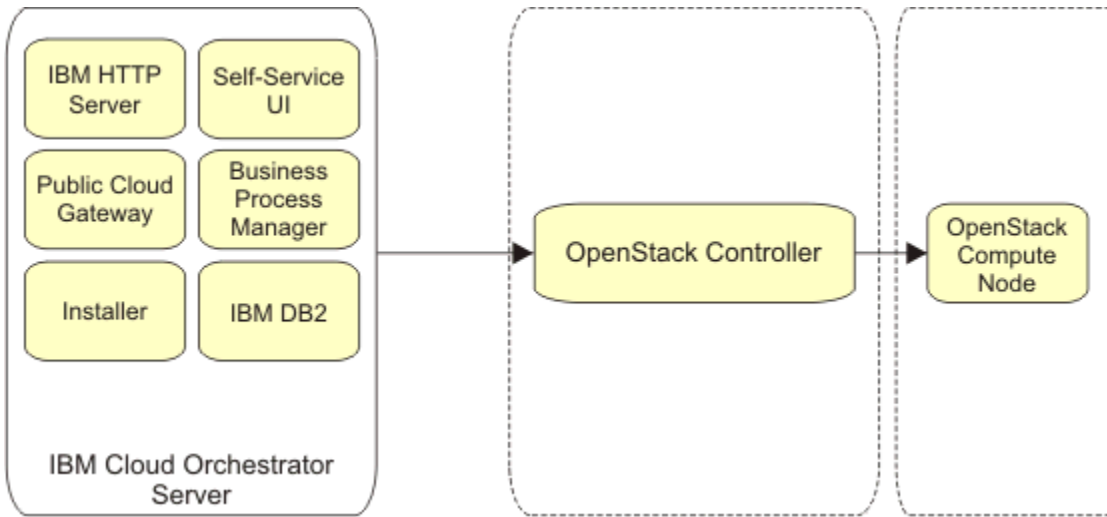 IBM HTTP
Server
Self-Service
UI
Public Cloud
Gateway
Business
Process
Manager
Installer
IBM DB2
IBM Cloud Orchestrator
Server
OpenStack Controller
OpenStack
Compute
Node